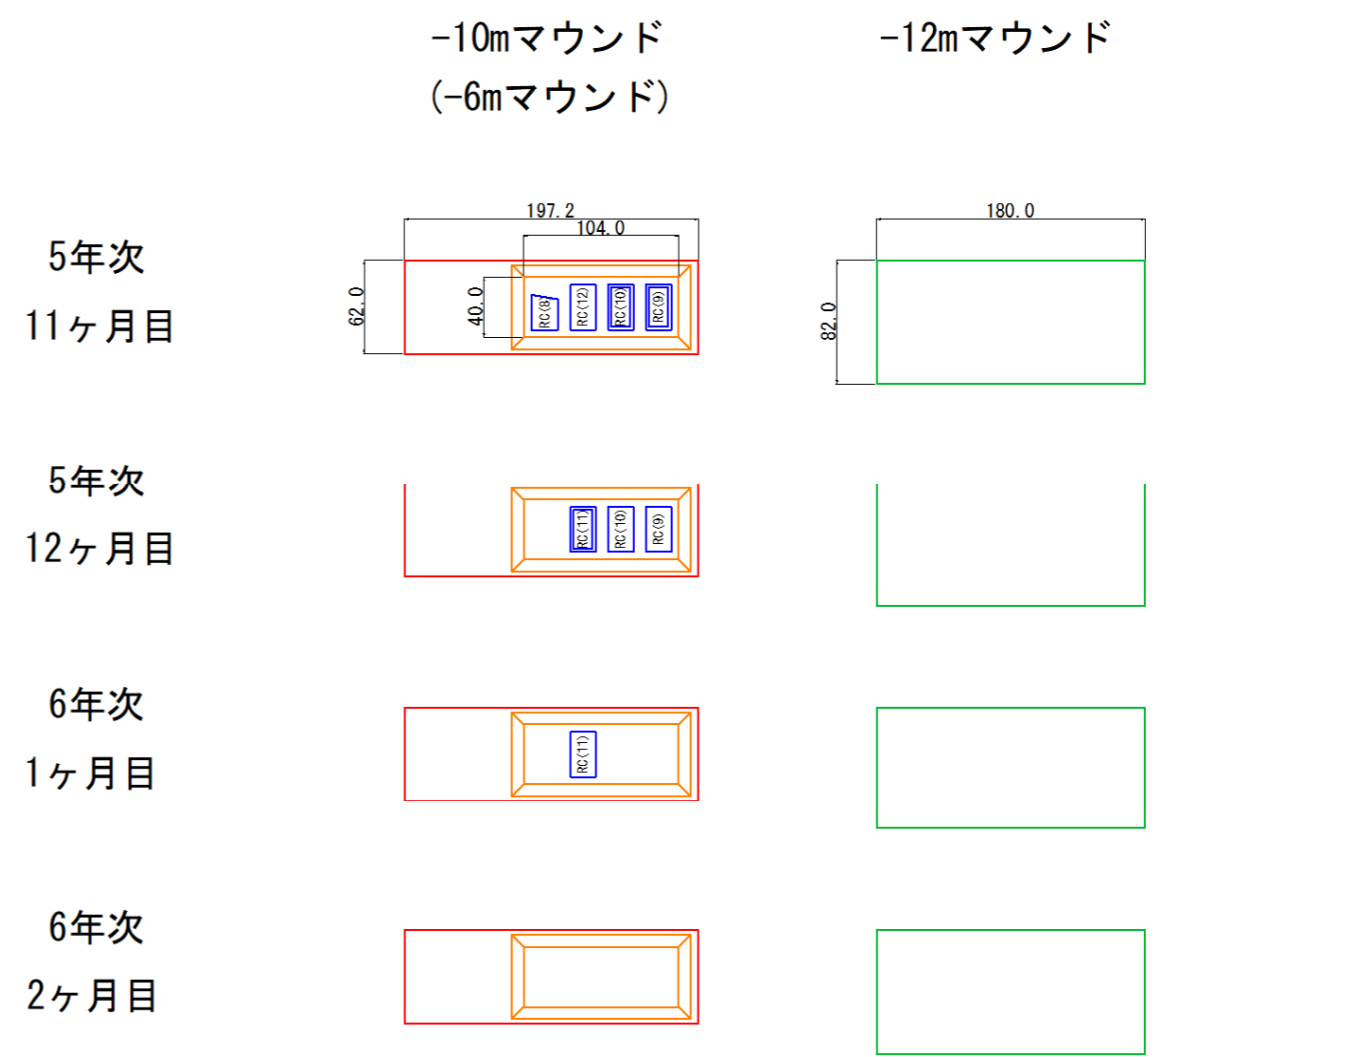 -10mマウンド
(-6mマウンド)
-12mマウンド
5年次
11ヶ月目
197.2
104.0
62.0
40.0
RC(8)
RC(12)
RC(10)
RC(9)
180.0
82.0
5年次
12ヶ月目
RC(11)
RC(10)
RC(9)
6年次
1ヶ月目
RC(11)
6年次
2ヶ月目